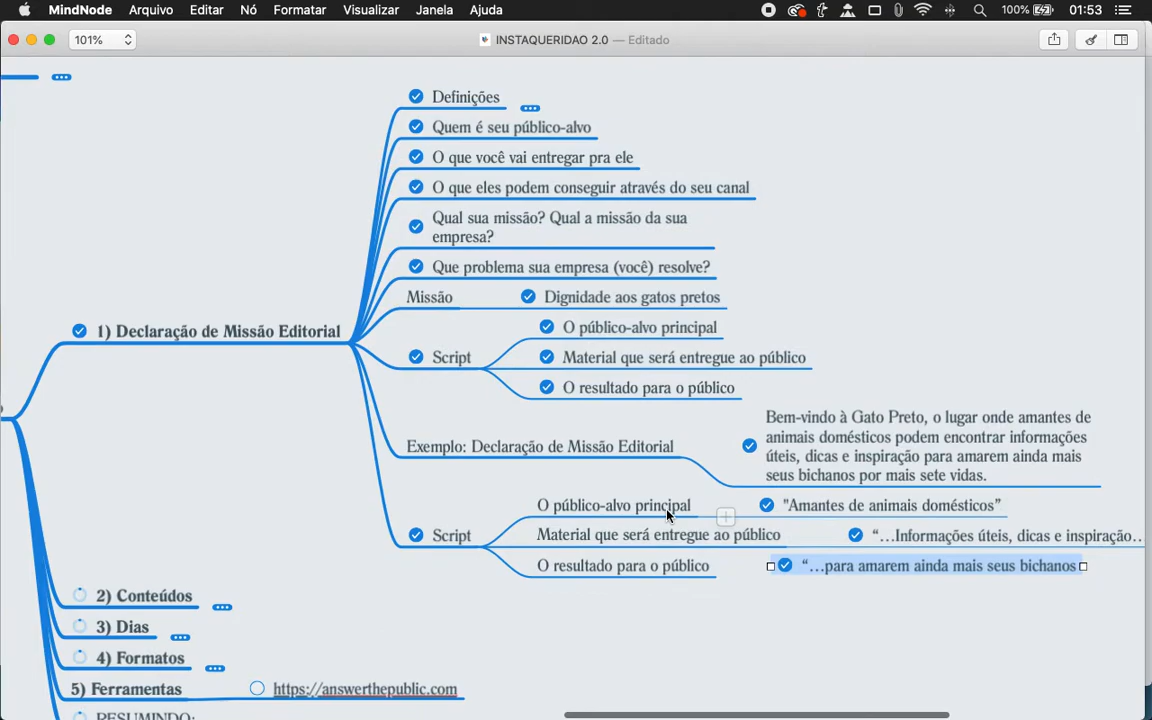 MindNode Arquivo Editar Nó Formatar Visualizar Janela Ajuda 100% 01:53
101% INSTAQUERIDAO 2.0 — Editado
Definições
Quem é seu público-alvo
O que você vai entregar pra ele
O que eles podem conseguir através do seu canal
Qual sua missão? Qual a missão da sua
empresa?
Que problema sua empresa (você) resolve?
Missão Dignidade aos gatos pretos
1) Declaração de Missão Editorial
O público-alvo principal
Script Material que será entregue ao público
O resultado para o público
Bem-vindo à Gato Preto, o lugar onde amantes de
animais domésticos podem encontrar informações
úteis, dicas e inspiração para amarem ainda mais
seus bichanos por mais sete vidas.
Exemplo: Declaração de Missão Editorial
O público-alvo principal "Amantes de animais domésticos”
Script Material que será entregue ao público “…Informações úteis, dicas e inspiração…
O resultado para o público “…para amarem ainda mais seus bichanos
2) Conteúdos
3) Dias
4) Formatos
5) Ferramentas https://answerthepublic.com
RESUMINDO: